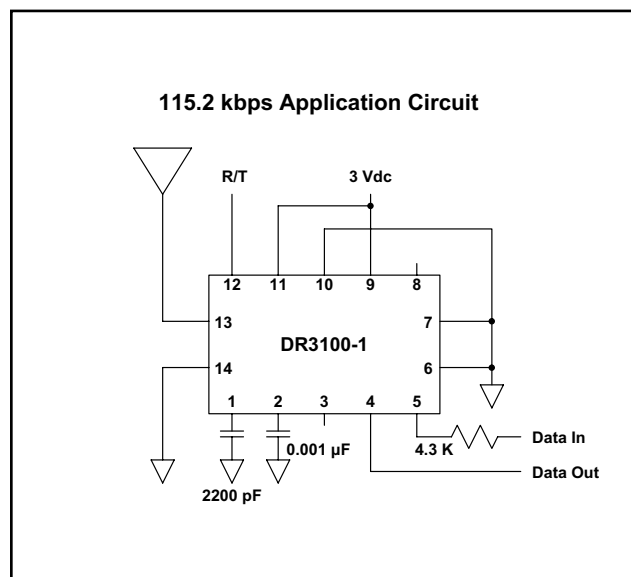 115.2 kbps Application Circuit
R/T
3 Vdc
12 11 10 9 8
13
7
DR3100-1
14
6
1 2 3 4 5
0.001 µF
4.3 K
Data In
Data Out
2200 pF